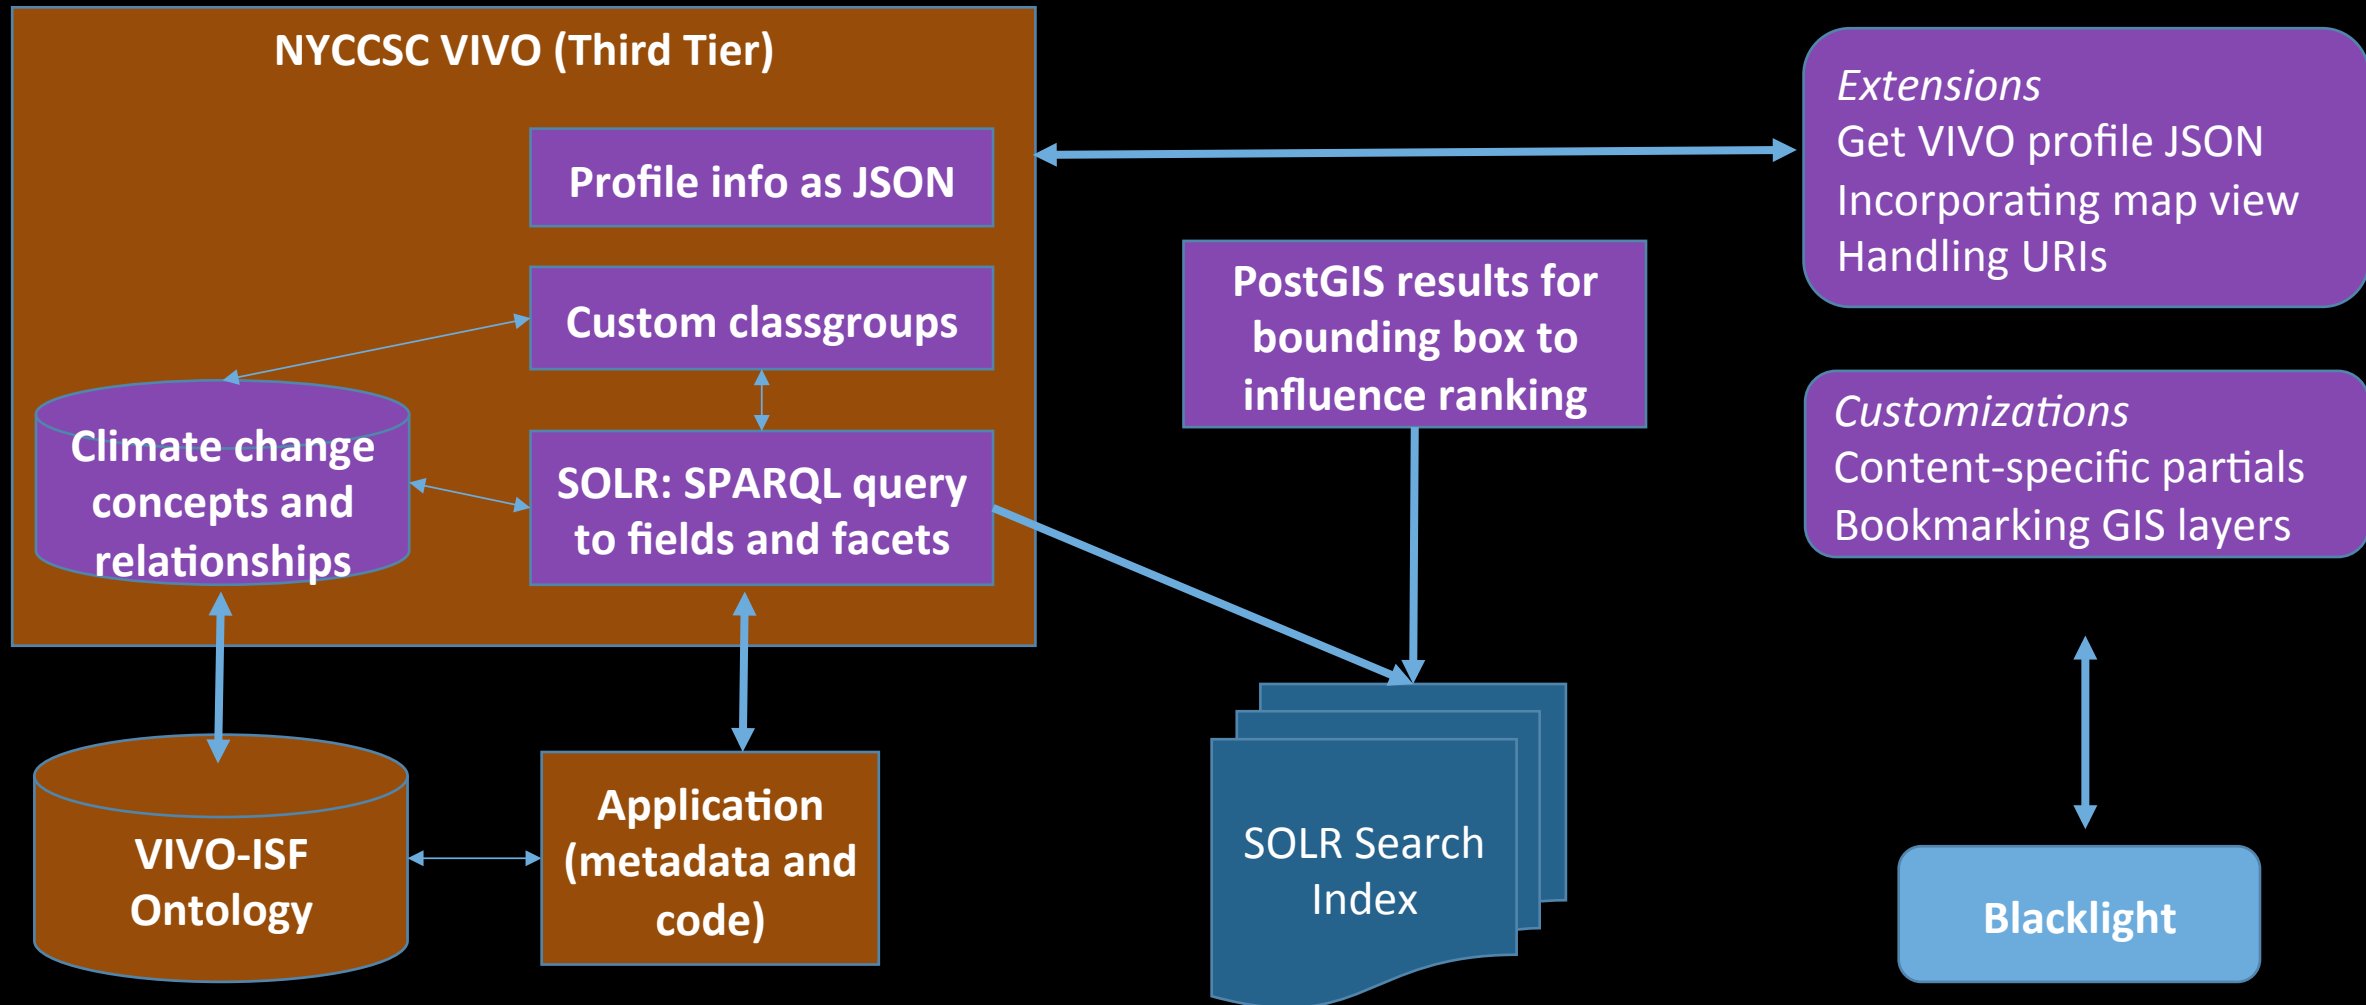 NYCCSC VIVO (Third Tier)
Profile info as JSON
Custom classgroups
Climate change
concepts and
relationships
SOLR: SPARQL query
to fields and facets
VIVO-ISF
Ontology
Application
(metadata and
code)
PostGIS results for
bounding box to
influence ranking
SOLR Search
Index
Extensions
Get VIVO profile JSON
Incorporating map view
Handling URIs
Customizations
Content-specific partials
Bookmarking GIS layers
Blacklight